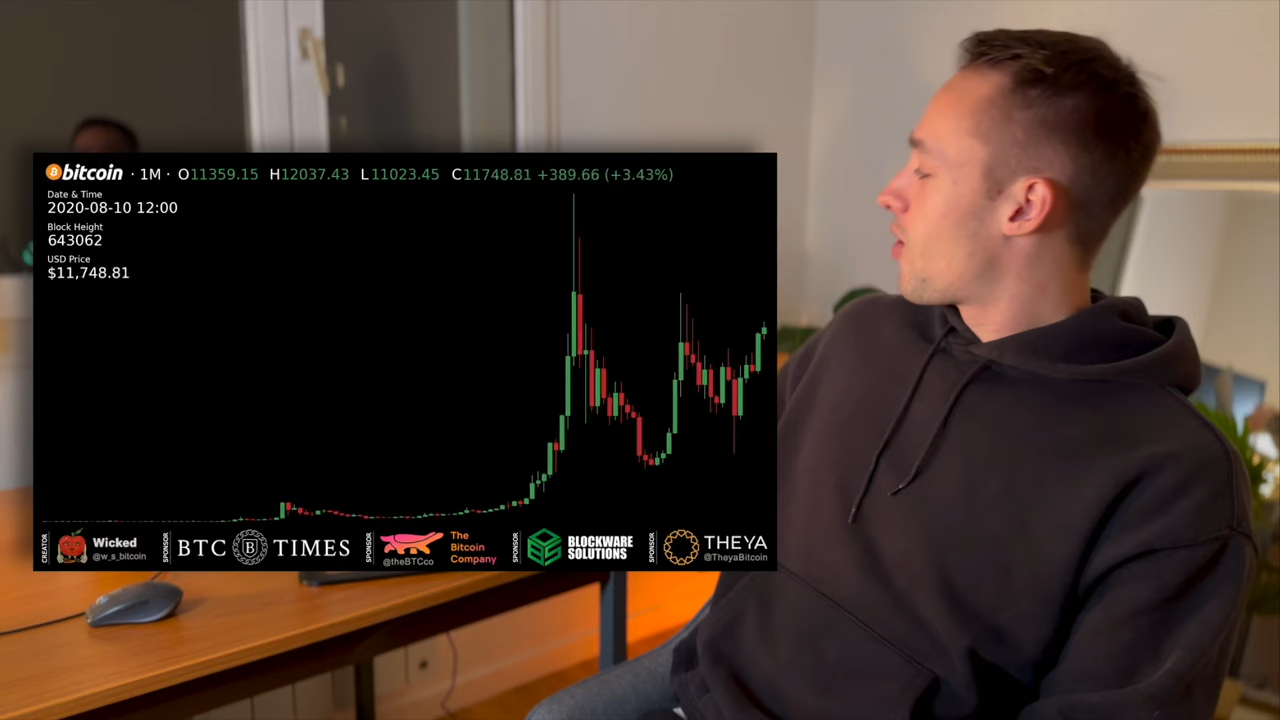 bitcoin · 1M · O11359.15 H12037.43 L11023.45 C11748.81 +389.66 (+3.43%)
Date & Time
2020-08-10 12:00
Block Height
643062
USD Price
$11,748.81
CREATOR
Wicked
@w_s_bitcoin
SPONSOR
BTC B TIMES
SPONSOR
@theBTCco
The
Bitcoin
Company
SPONSOR
BLOCKWARE
SOLUTIONS
SPONSOR
THEYA
@TheyaBitcoin